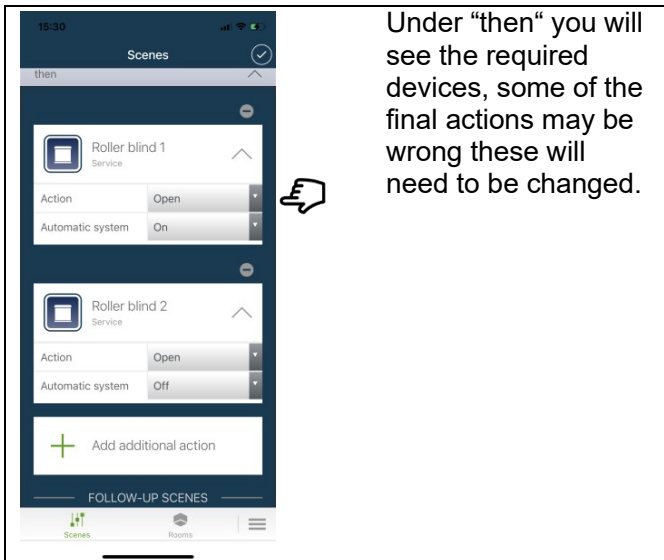 15:30
Scenes
then
Roller blind 1
Service
Action Open
Automatic system On
Roller blind 2
Service
Action Open
Automatic system Off
Add additional action
FOLLOW-UP SCENES
Scenes Rooms
Under “then“ you will
see the required
devices, some of the
final actions may be
wrong these will
need to be changed.